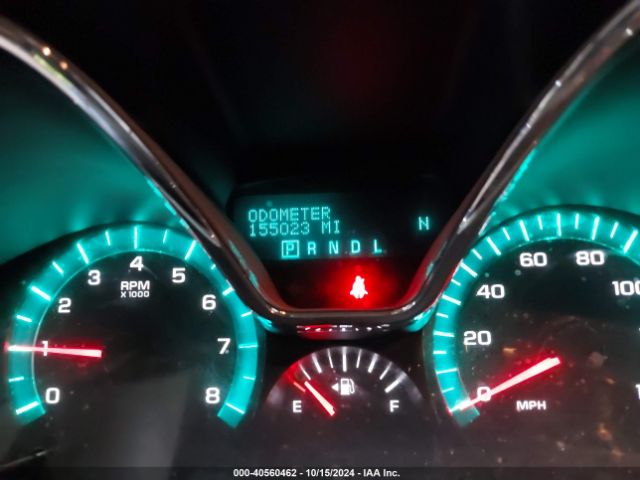 ODOMETER
155023 MI
N
P R N D L
RPM
X 1000
0 1 2 3 4 5 6 7 8
E F
0 20 40 60 80 100
MPH
000-40560462 - 10/15/2024 - IAA Inc.